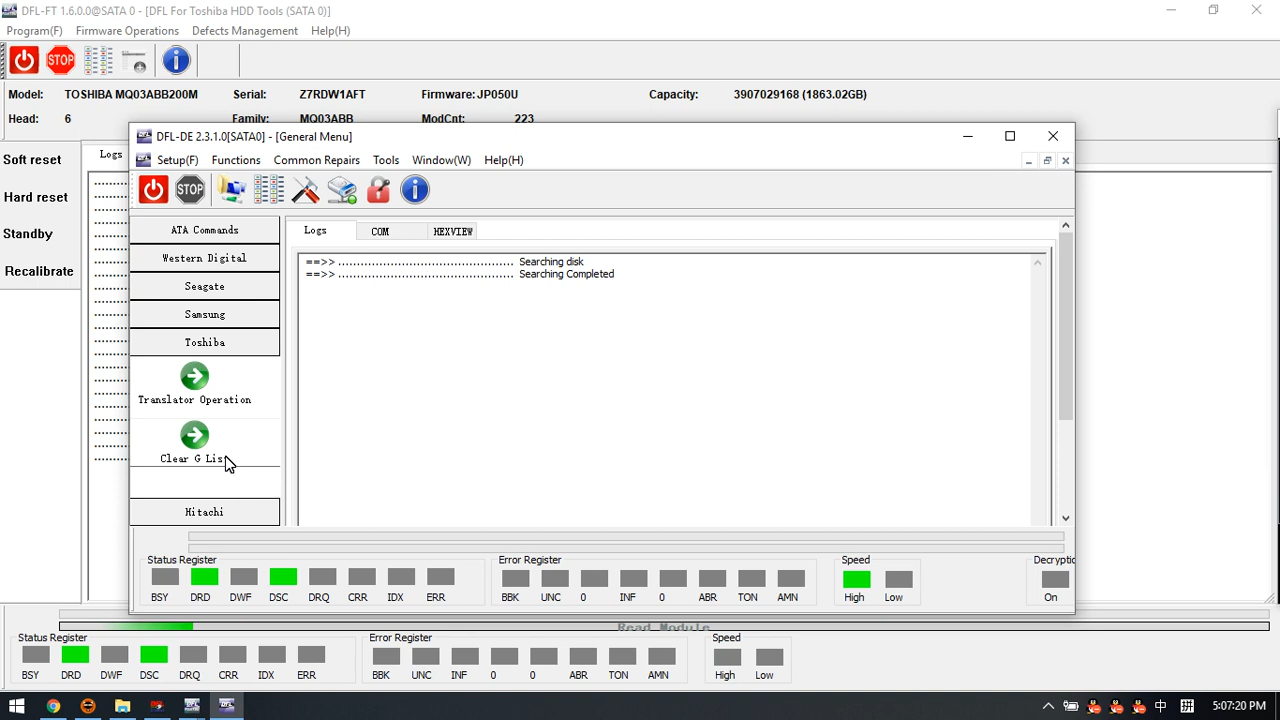 DFL-FT 1.6.0.0@SATA 0 - [DFL For Toshiba HDD Tools (SATA 0)]
Program(F) Firmware Operations Defects Management Help(H)
STOP
Model: TOSHIBA MQ03ABB200M Serial: Z7RDW1AFT Firmware: JP050U Capacity: 3907029168 (1863.02GB)
Head: 6 Family: MQ03ABB ModCnt: 223
Soft reset
Hard reset
Standby
Recalibrate
Logs
DFL-DE 2.3.1.0[SATA0] - [General Menu]
Setup(F) Functions Common Repairs Tools Window(W) Help(H)
STOP
ATA Commands
Western Digital
Seagate
Samsung
Toshiba
Translator Operation
Clear G List
Hitachi
Logs COM HEXVIEW
==>> ................................................ Searching disk
==>> ................................................ Searching Completed
Status Register Error Register Speed Decryptio
BSY DRD DWF DSC DRQ CRR IDX ERR BBK UNC 0 INF 0 ABR TON AMN High Low On
Read Module
Status Register Error Register Speed
BSY DRD DWF DSC DRQ CRR IDX ERR BBK UNC INF 0 0 ABR TON AMN High Low
中 拼 5:07:20 PM